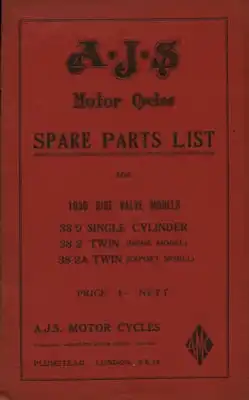 A.J.S
Motor Cycles
SPARE PARTS LIST
FOR
SIDE VALVE MODELS
38/9 SINGLE CYLINDER
38/2 TWIN (HOME MODEL)
38/2A TWIN (EXPORT MODEL)
PRICE 1/- NETT
A.J.S. MOTOR CYCLES
PLUMSTEAD LONDON, S.E.18